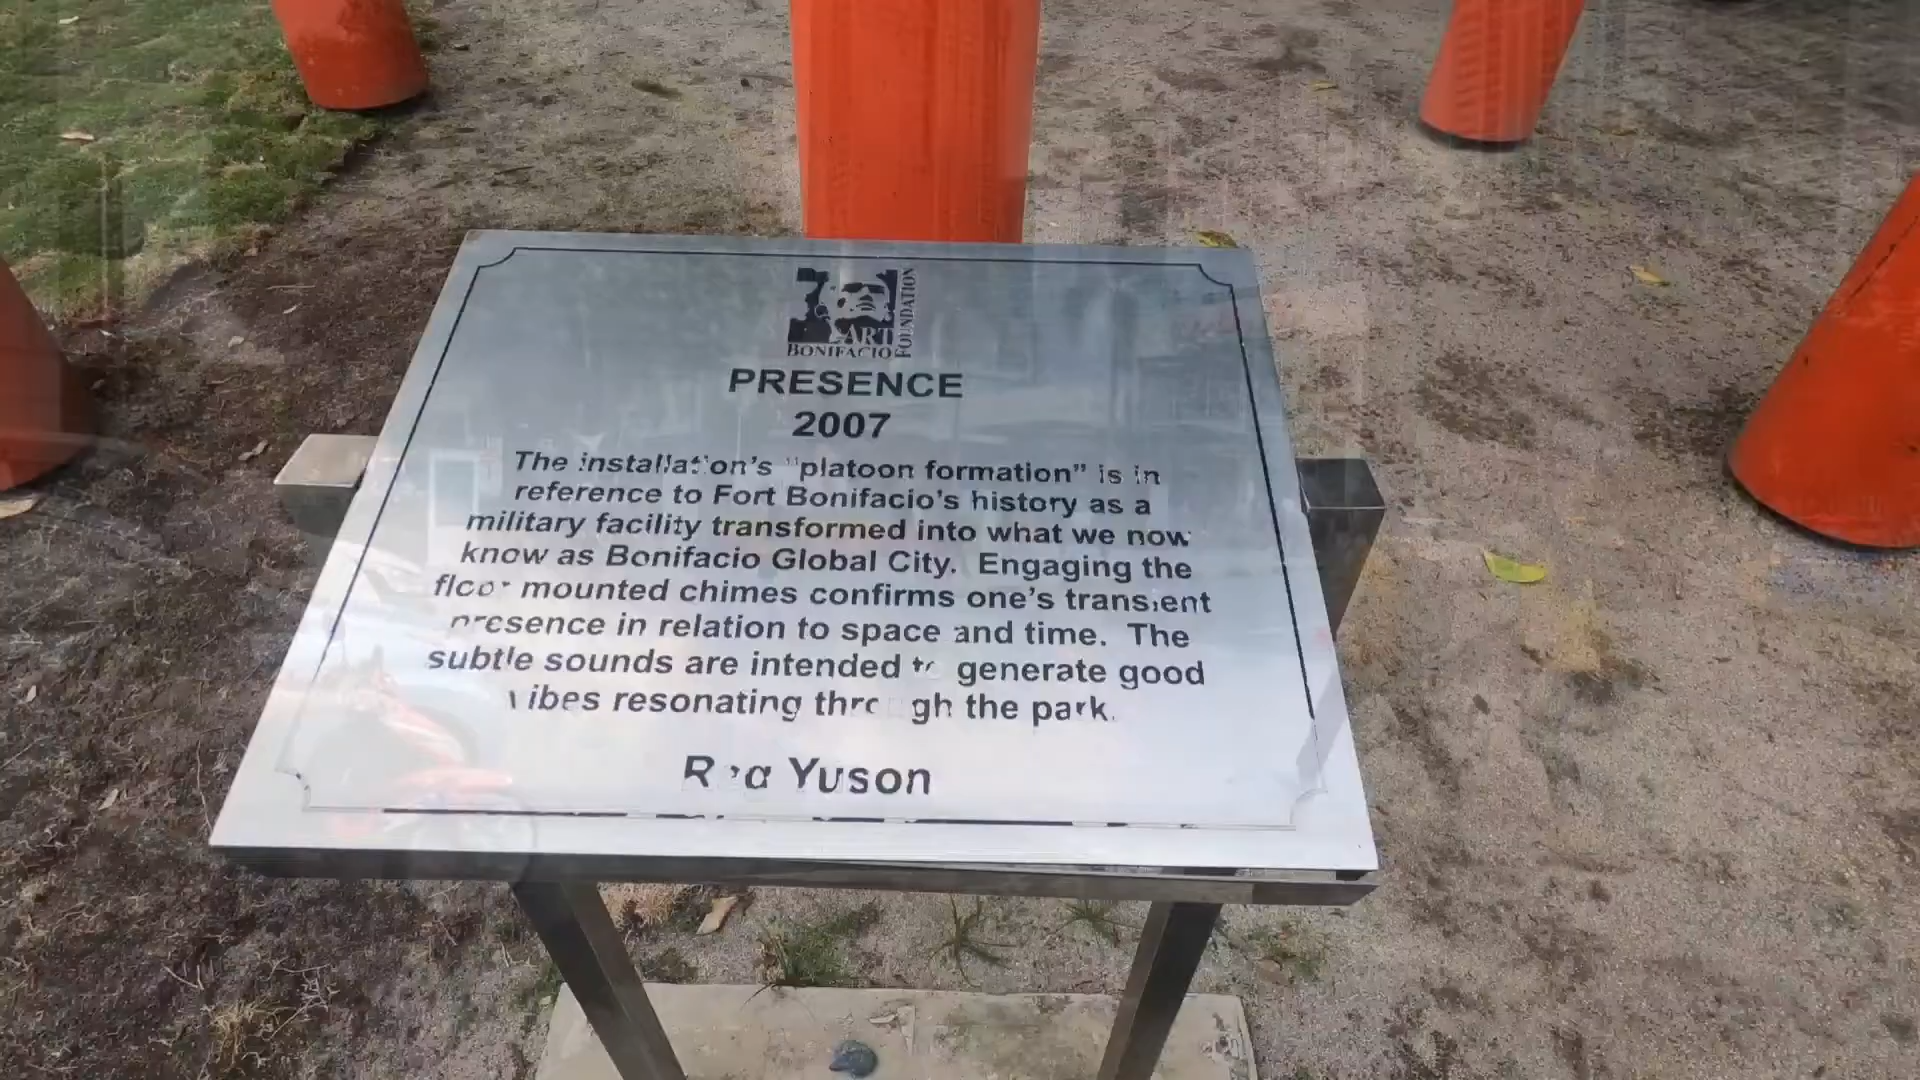 ART
BONIFACIO
FOUNDATION
PRESENCE
2007
The installation's "platoon formation" is in
reference to Fort Bonifacio's history as a
military facility transformed into what we now
know as Bonifacio Global City. Engaging the
floor mounted chimes confirms one's transient
presence in relation to space and time. The
subtle sounds are intended to generate good
vibes resonating through the park.
Yuson